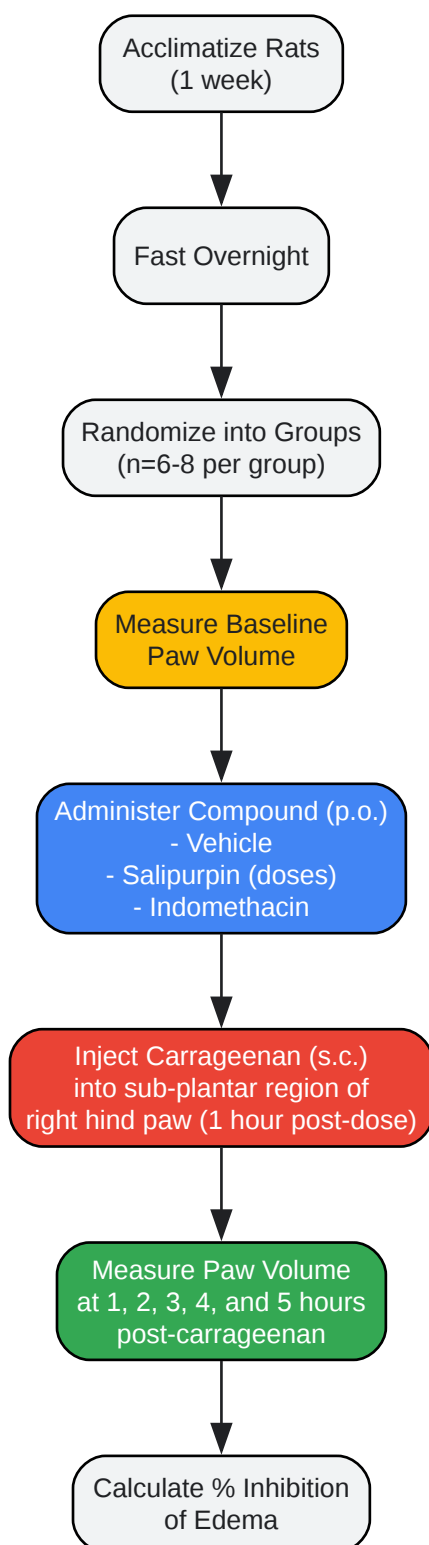 Acclimatize Rats
(1 week)
Fast Overnight
Randomize into Groups
(n=6-8 per group)
Measure Baseline
Paw Volume
Administer Compound (p.o.)
- Vehicle
- Salipurpin (doses)
- Indomethacin
Inject Carrageenan (s.c.)
into sub-plantar region of
right hind paw (1 hour post-dose)
Measure Paw Volume
at 1, 2, 3, 4, and 5 hours
post-carrageenan
Calculate % Inhibition
of Edema